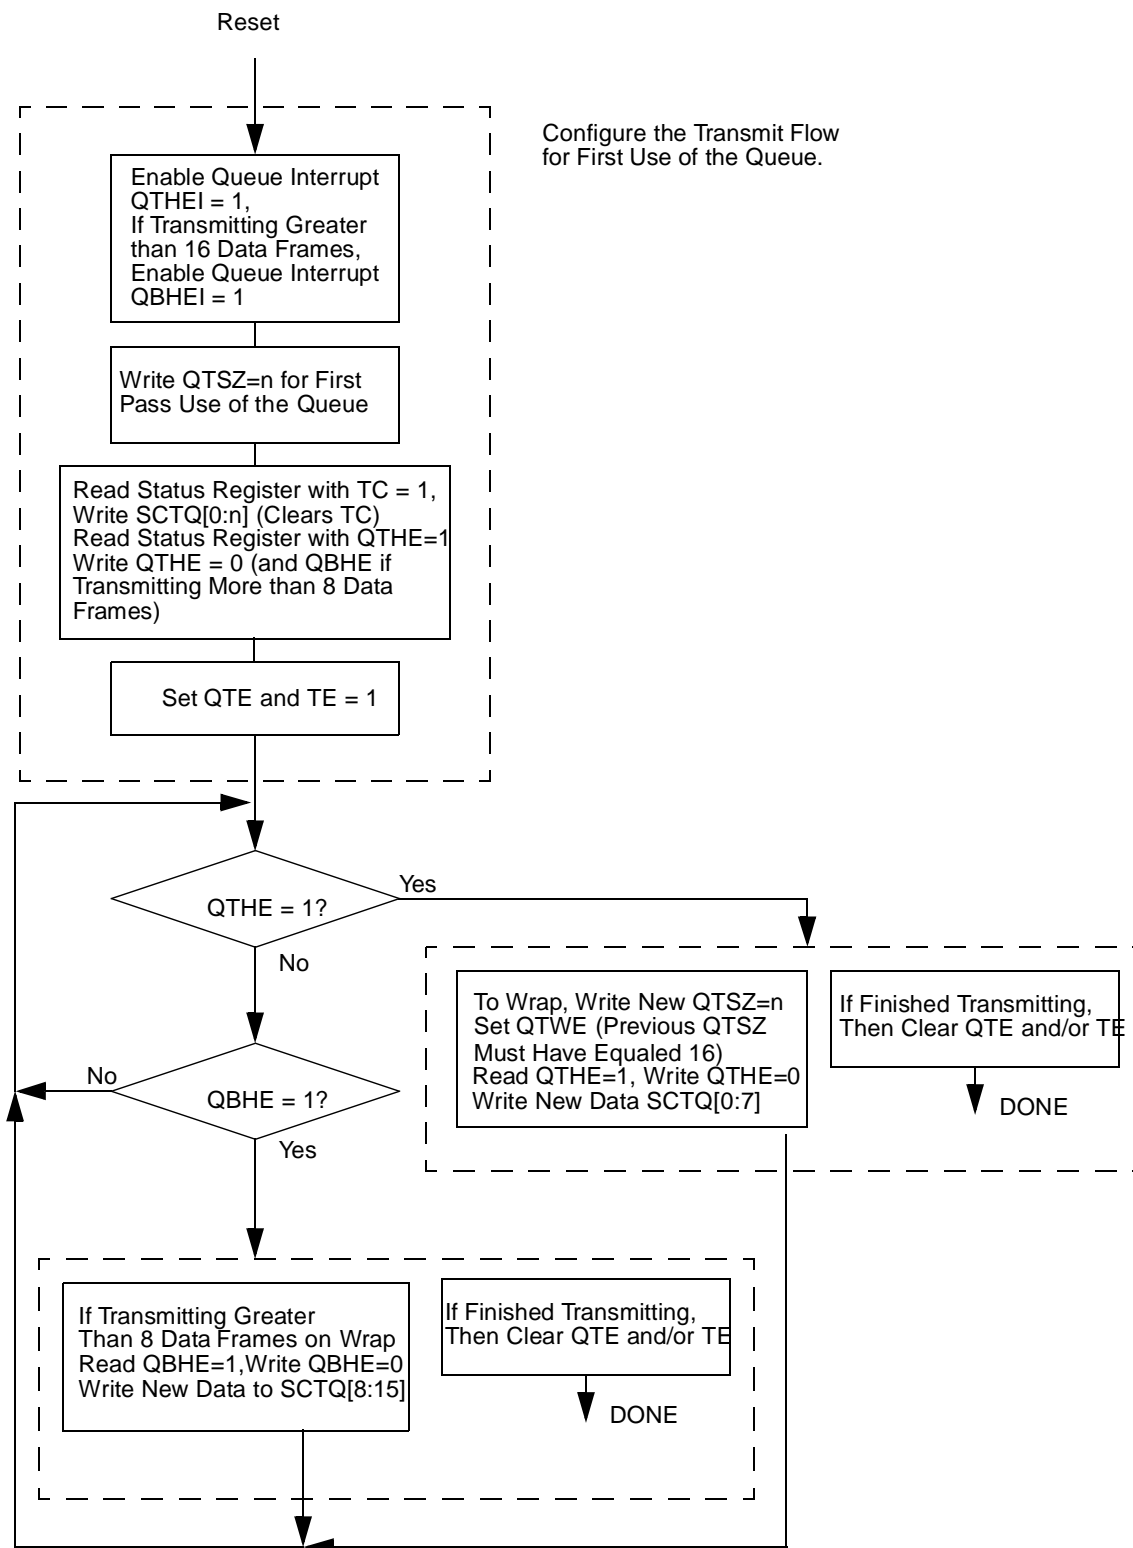 Reset
Configure the Transmit Flow
for First Use of the Queue.
Enable Queue Interrupt
QTHEI = 1,
If Transmitting Greater
than 16 Data Frames,
Enable Queue Interrupt
QBHEI = 1
Write QTSZ=n for First
Pass Use of the Queue
Read Status Register with TC = 1,
Write SCTQ[0:n] (Clears TC)
Read Status Register with QTHE=1
Write QTHE = 0 (and QBHE if
Transmitting More than 8 Data
Frames)
Set QTE and TE = 1
QTHE = 1?
Yes
No
To Wrap, Write New QTSZ=n
Set QTWE (Previous QTSZ
Must Have Equaled 16)
Read QTHE=1, Write QTHE=0
Write New Data SCTQ[0:7]
If Finished Transmitting,
Then Clear QTE and/or TE
DONE
QBHE = 1?
No
Yes
If Transmitting Greater
Than 8 Data Frames on Wrap
Read QBHE=1,Write QBHE=0
Write New Data to SCTQ[8:15]
If Finished Transmitting,
Then Clear QTE and/or TE
DONE